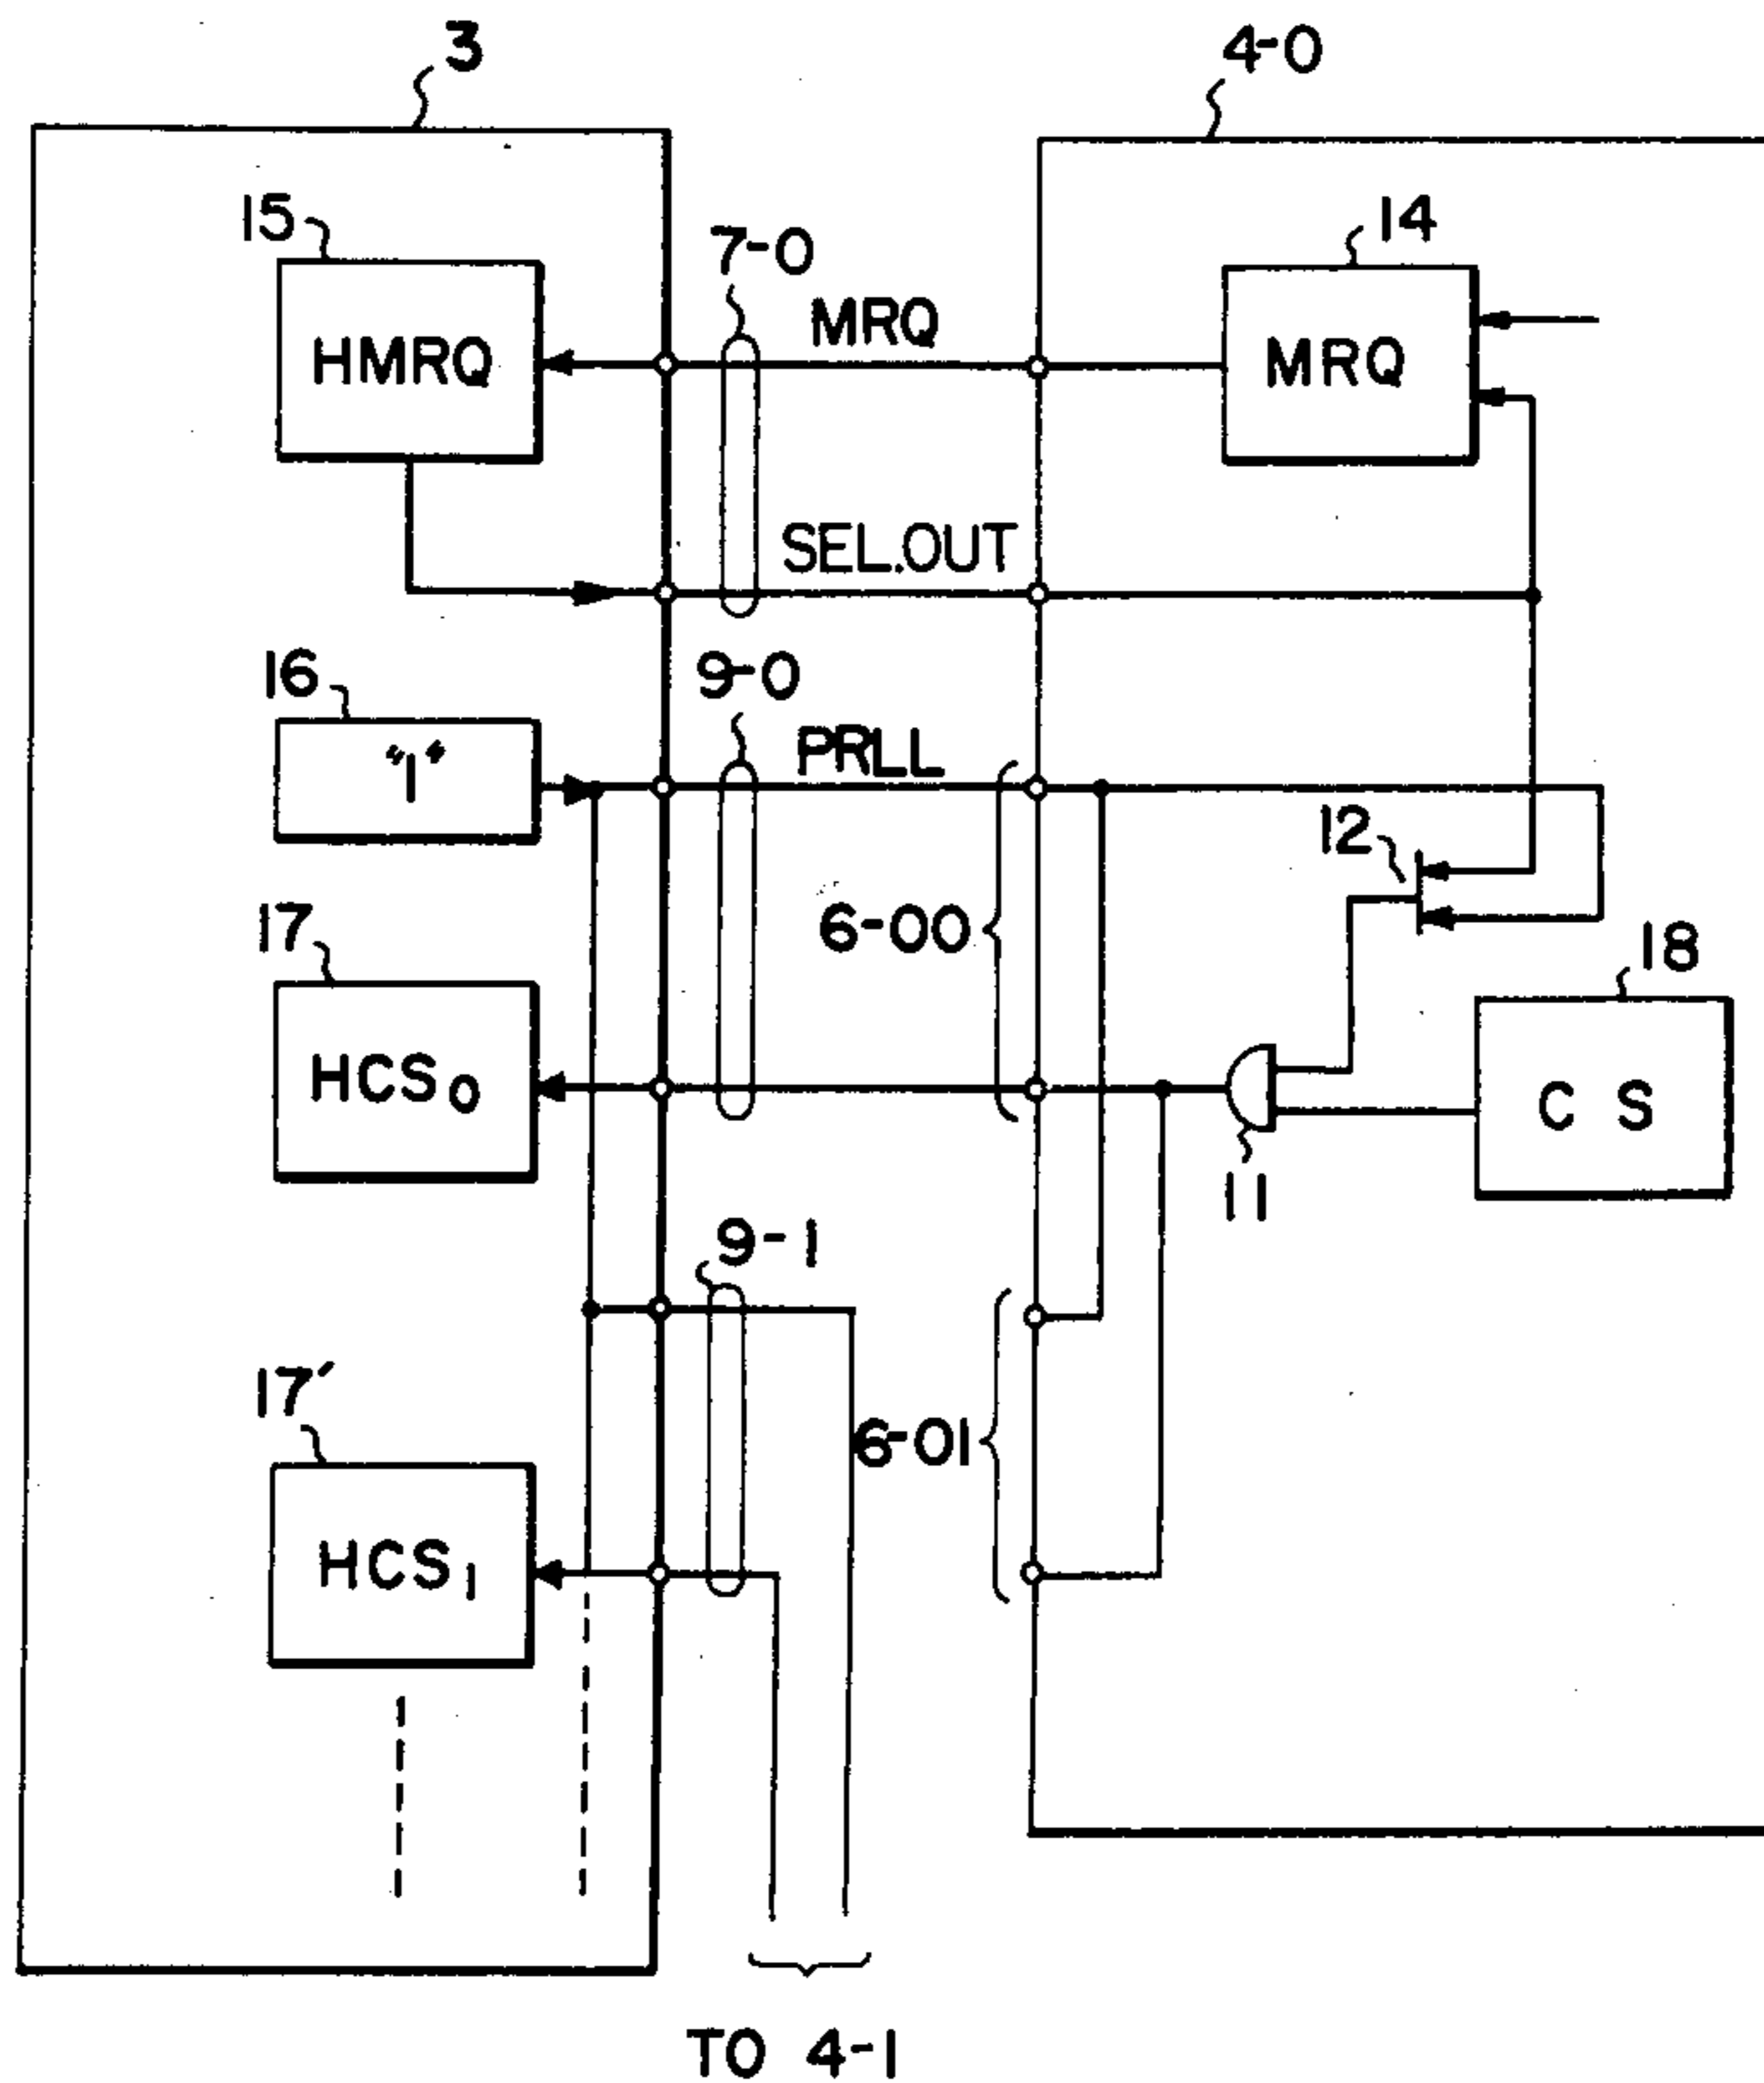 3
4-0
15
7-0
14
MRQ
HMRQ
MRQ
SEL.OUT
16
9-0
"1"
PRLL
12
17
6-00
18
HCS0
C S
11
9-1
17'
6-01
HCS1
TO 4-1